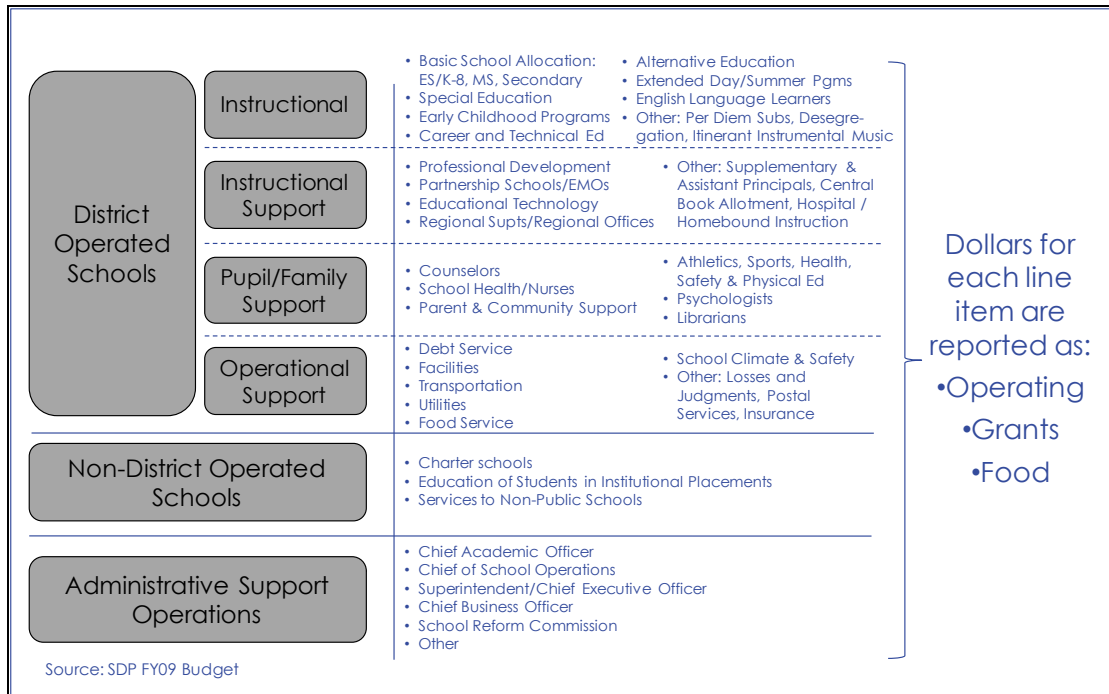 District
Operated
Schools
Instructional
• Basic School Allocation:
ES/K-8, MS, Secondary
• Special Education
• Early Childhood Programs
• Career and Technical Ed
• Alternative Education
• Extended Day/Summer Pgms
• English Language Learners
• Other: Per Diem Subs, Desegre-
gation, Itinerant Instrumental Music
Instructional
Support
• Professional Development
• Partnership Schools/EMOs
• Educational Technology
• Regional Supts/Regional Offices
• Other: Supplementary &
Assistant Principals, Central
Book Allotment, Hospital /
Homebound Instruction
Pupil/Family
Support
• Counselors
• School Health/Nurses
• Parent & Community Support
• Athletics, Sports, Health,
Safety & Physical Ed
• Psychologists
• Librarians
Operational
Support
• Debt Service
• Facilities
• Transportation
• Utilities
• Food Service
• School Climate & Safety
• Other: Losses and
Judgments, Postal
Services, Insurance
Non-District Operated
Schools
• Charter schools
• Education of Students in Institutional Placements
• Services to Non-Public Schools
Administrative Support
Operations
• Chief Academic Officer
• Chief of School Operations
• Superintendent/Chief Executive Officer
• Chief Business Officer
• School Reform Commission
• Other
Dollars for
each line
item are
reported as:
•Operating
•Grants
•Food
Source: SDP FY09 Budget